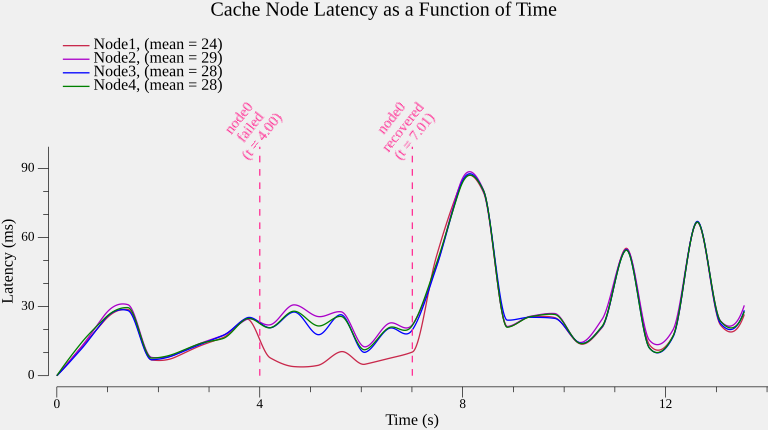 Cache Node Latency as a Function of Time
Node1, (mean = 24)
Node2, (mean = 29)
Node3, (mean = 28)
Node4, (mean = 28)
node0
failed
(t = 4.00)
node0
recovered
(t = 7.01)
90
60
30
0
Latency (ms)
0
4
8
12
Time (s)